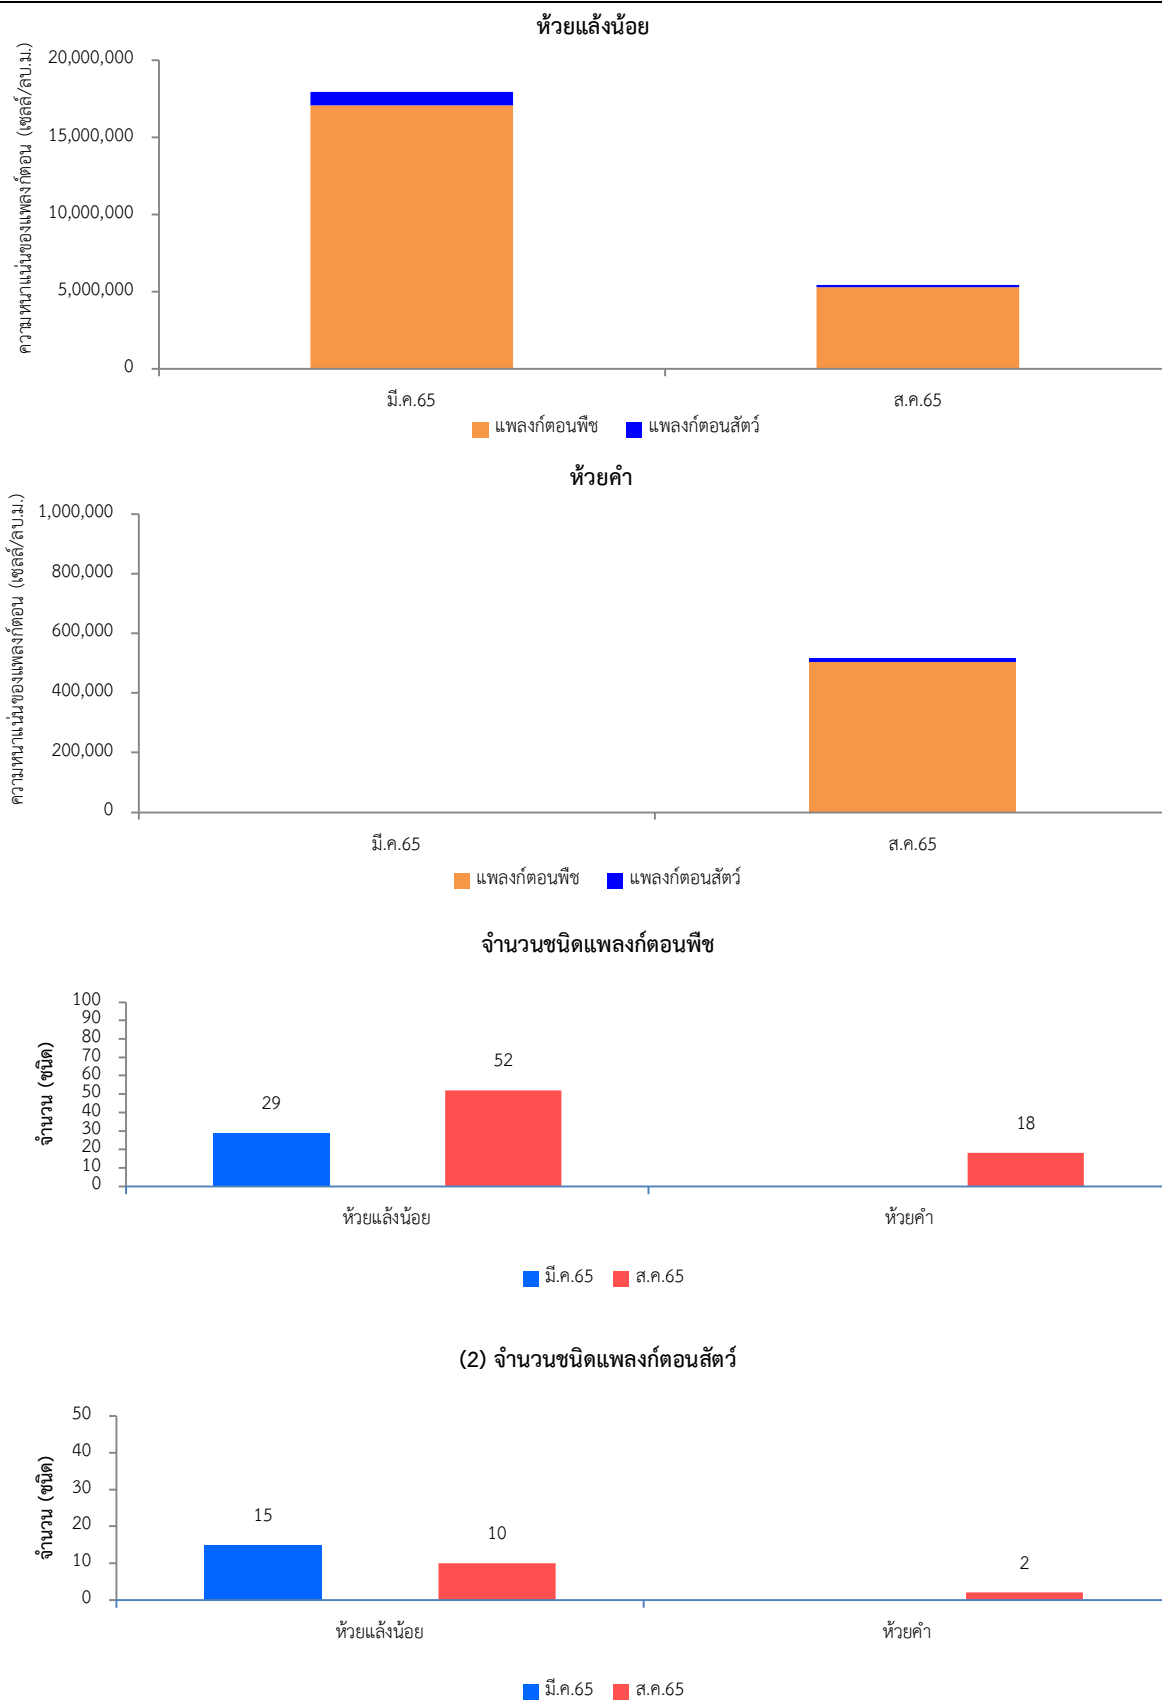 ห้วยแล้งน้อย
ความหนาแน่นของแพลงก์ตอน (เซลล์/ลบ.ม.)
20,000,000
15,000,000
10,000,000
5,000,000
0
มี.ค.65 ส.ค.65
แพลงก์ตอนพืช แพลงก์ตอนสัตว์
ห้วยคำ
ความหนาแน่นของแพลงก์ตอน (เซลล์/ลบ.ม.)
1,000,000
800,000
600,000
400,000
200,000
0
มี.ค.65 ส.ค.65
แพลงก์ตอนพืช แพลงก์ตอนสัตว์
จำนวนชนิดแพลงก์ตอนพืช
จำนวน (ชนิด)
100
90
80
70
60
50
40
30
20
10
0
29 52 18
ห้วยแล้งน้อย ห้วยคำ
มี.ค.65 ส.ค.65
(2) จำนวนชนิดแพลงก์ตอนสัตว์
จำนวน (ชนิด)
50
40
30
20
10
0
15 10 2
ห้วยแล้งน้อย ห้วยคำ
มี.ค.65 ส.ค.65